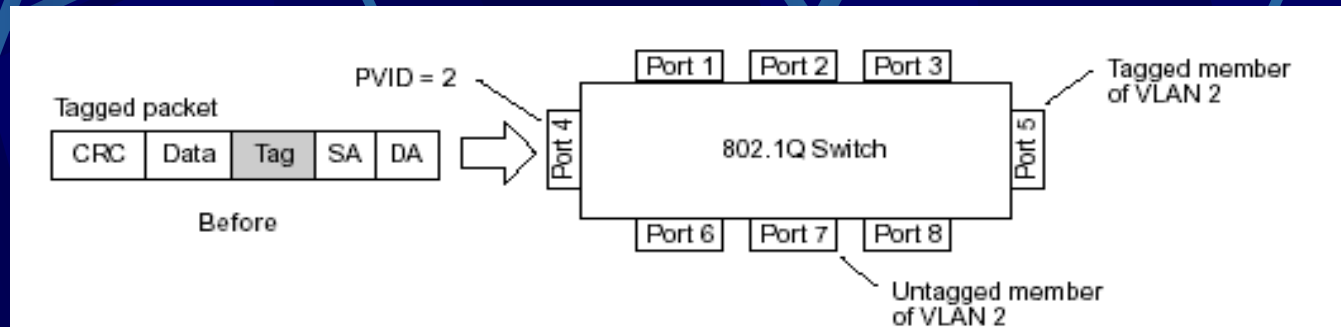 PVID = 2
Tagged packet
CRC Data Tag SA DA
Before
Port 1 Port 2 Port 3
Port 4
802.1Q Switch
Port 5
Tagged member
of VLAN 2
Port 6 Port 7 Port 8
Untagged member
of VLAN 2